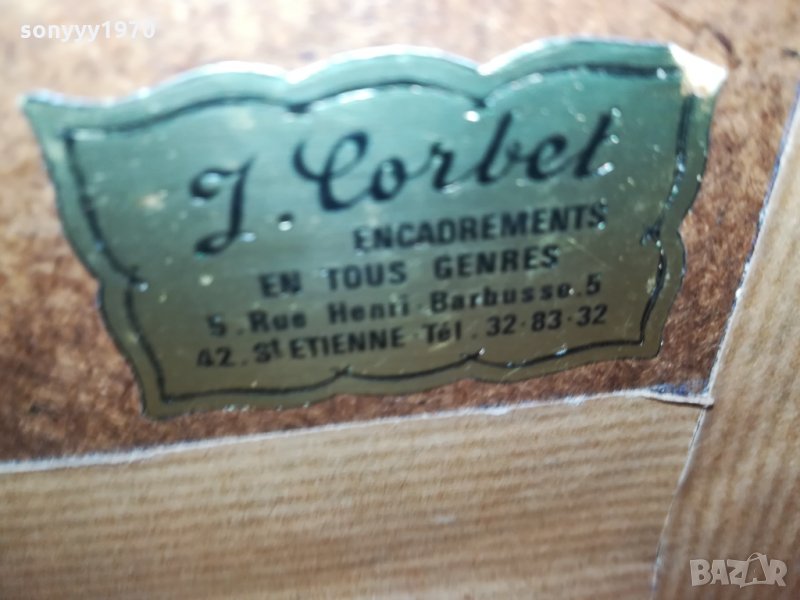 sonyyy1970
J. Corbet
ENCADREMENTS
EN TOUS GENRES
5. Rue Henri-Barbusse. 5
42. St ETIENNE-Tél. 32-83-32
BAZAR